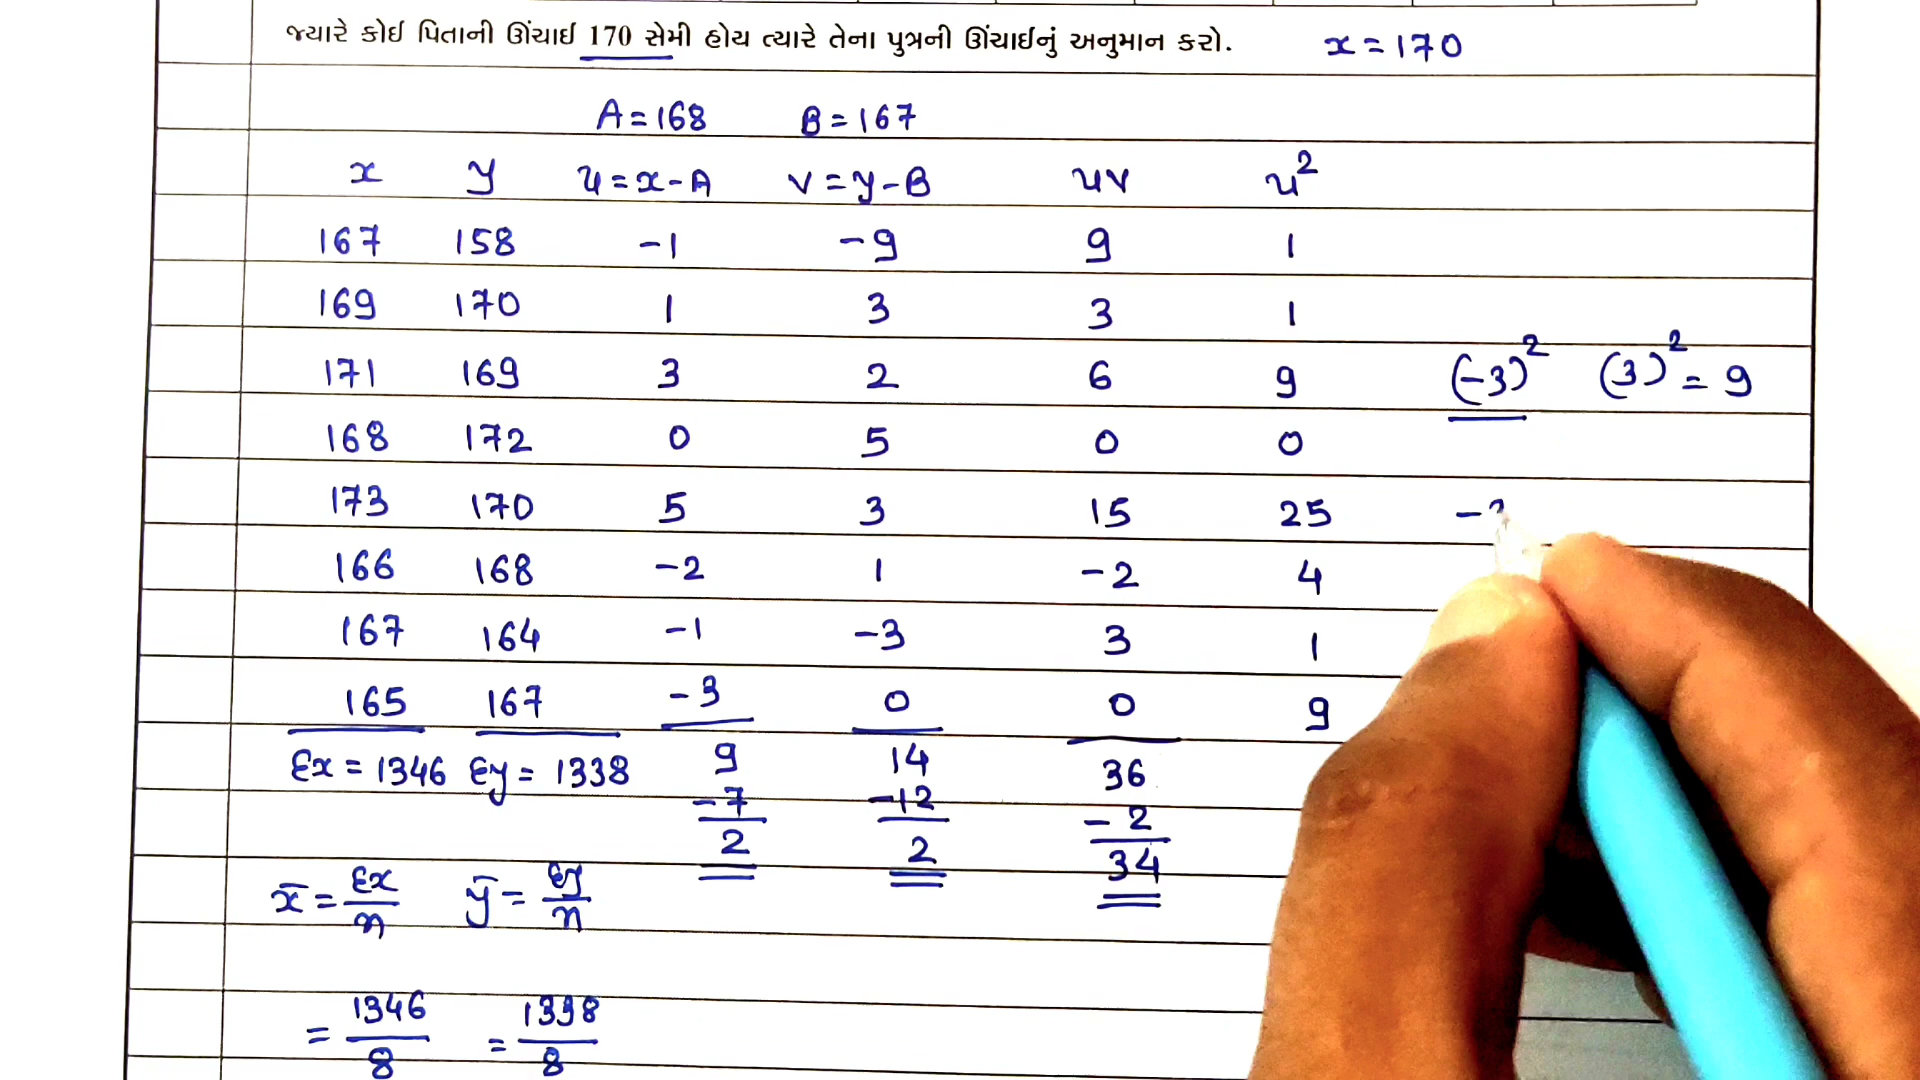 જ્યારે કોઈ પિતાની ઊંચાઈ 170 સેમી હોય ત્યારે તેના પુત્રની ઊંચાઈનું અનુમાન કરો. x = 170
A = 168 B = 167
x y u = x - A v = y - B uv u²
167 158 -1 -9 9 1
169 170 1 3 3 1
171 169 3 2 6 9 (-3)² (3)² = 9
168 172 0 5 0 0
173 170 5 3 15 25
166 168 -2 1 -2 4
167 164 -1 -3 3 1
165 167 -3 0 0 9
Σx = 1346 Σy = 1338 9 14 36
-7 -12 -2
2 2 34
x̄ = Σx/n ȳ = Σy/n
= 1346/8 = 1338/8